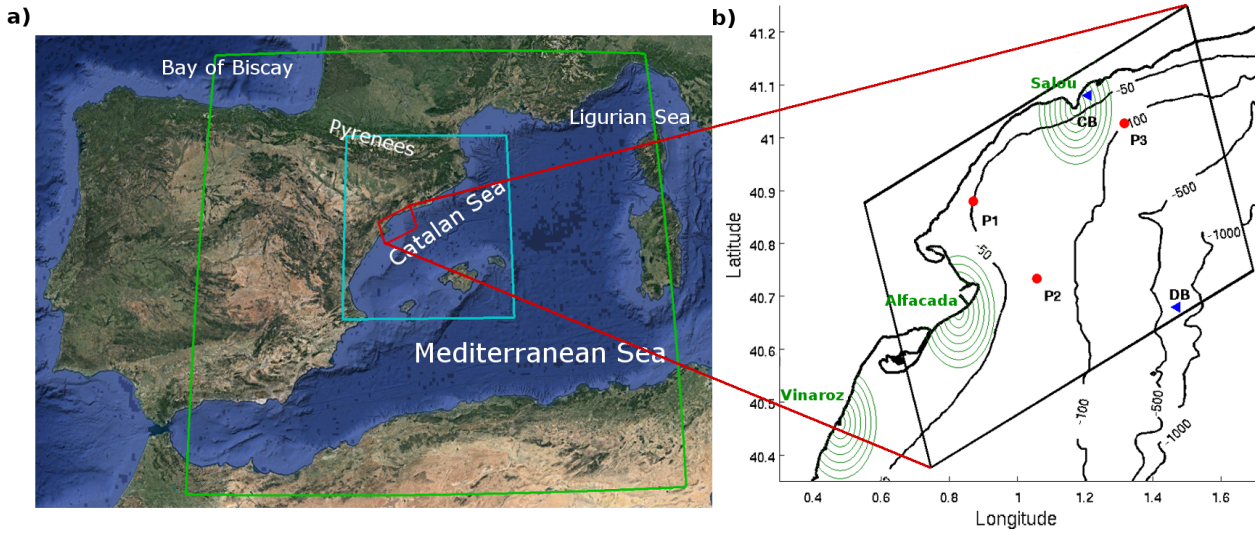 a)
Bay of Biscay
Pyrenees
Ligurian Sea
Catalan Sea
Mediterranean Sea
b)
41.2
41.1
41
40.9
40.8
40.7
40.6
40.5
40.4
Latitude
Salou
-50
CB
-100
P3
-500
P1
-1000
-50
P2
DB
Alfacada
Vinaroz
-100
-500
-1000
0.4
0.6
0.8
1
1.2
1.4
1.6
Longitude